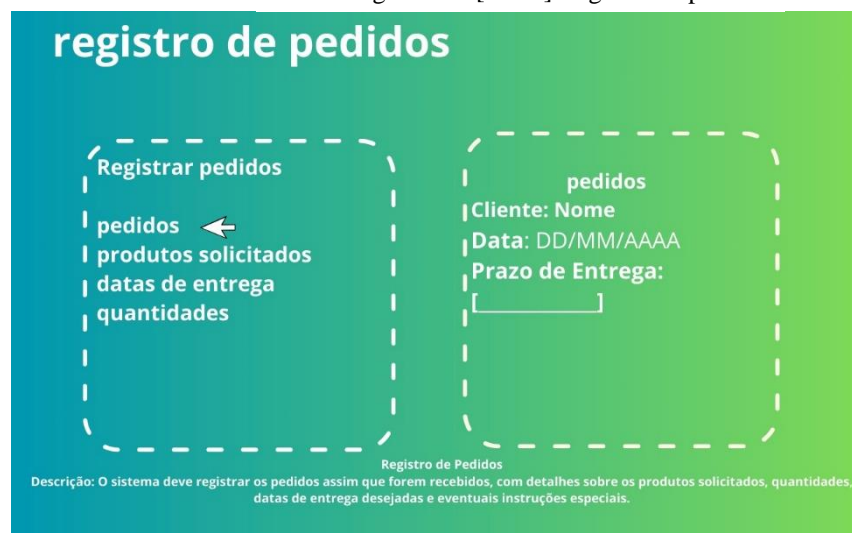 registro de pedidos
Registrar pedidos
pedidos
produtos solicitados
datas de entrega
quantidades
pedidos
Cliente: Nome
Data: DD/MM/AAAA
Prazo de Entrega:
[____________]
Registro de Pedidos
Descrição: O sistema deve registrar os pedidos assim que forem recebidos, com detalhes sobre os produtos solicitados, quantidades,
datas de entrega desejadas e eventuais instruções especiais.